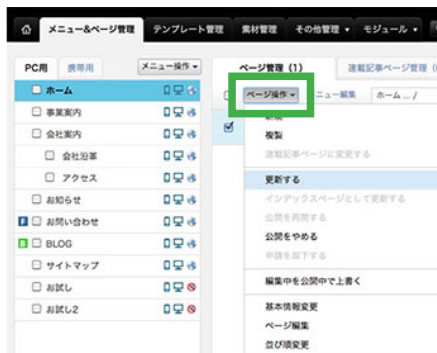 メニュー&ページ管理 テンプレート管理 素材管理 その他管理 ▾ モジュール ▾
PC用 携帯用 メニュー操作 ▾
ホーム
事業案内
会社案内
会社沿革
アクセス
お知らせ
F お問い合わせ
B BLOG
サイトマップ
お試し
お試し2
ページ管理 (1) 連載記事ページ管理 (
ページ操作 ▾ ニュー編集 ホーム ... /
複製
連載記事ページに変更する
更新する
インデックスページとして更新する
公開を再開する
公開をやめる
申請を却下する
編集中を公開中で上書く
基本情報変更
ページ編集
並び順変更